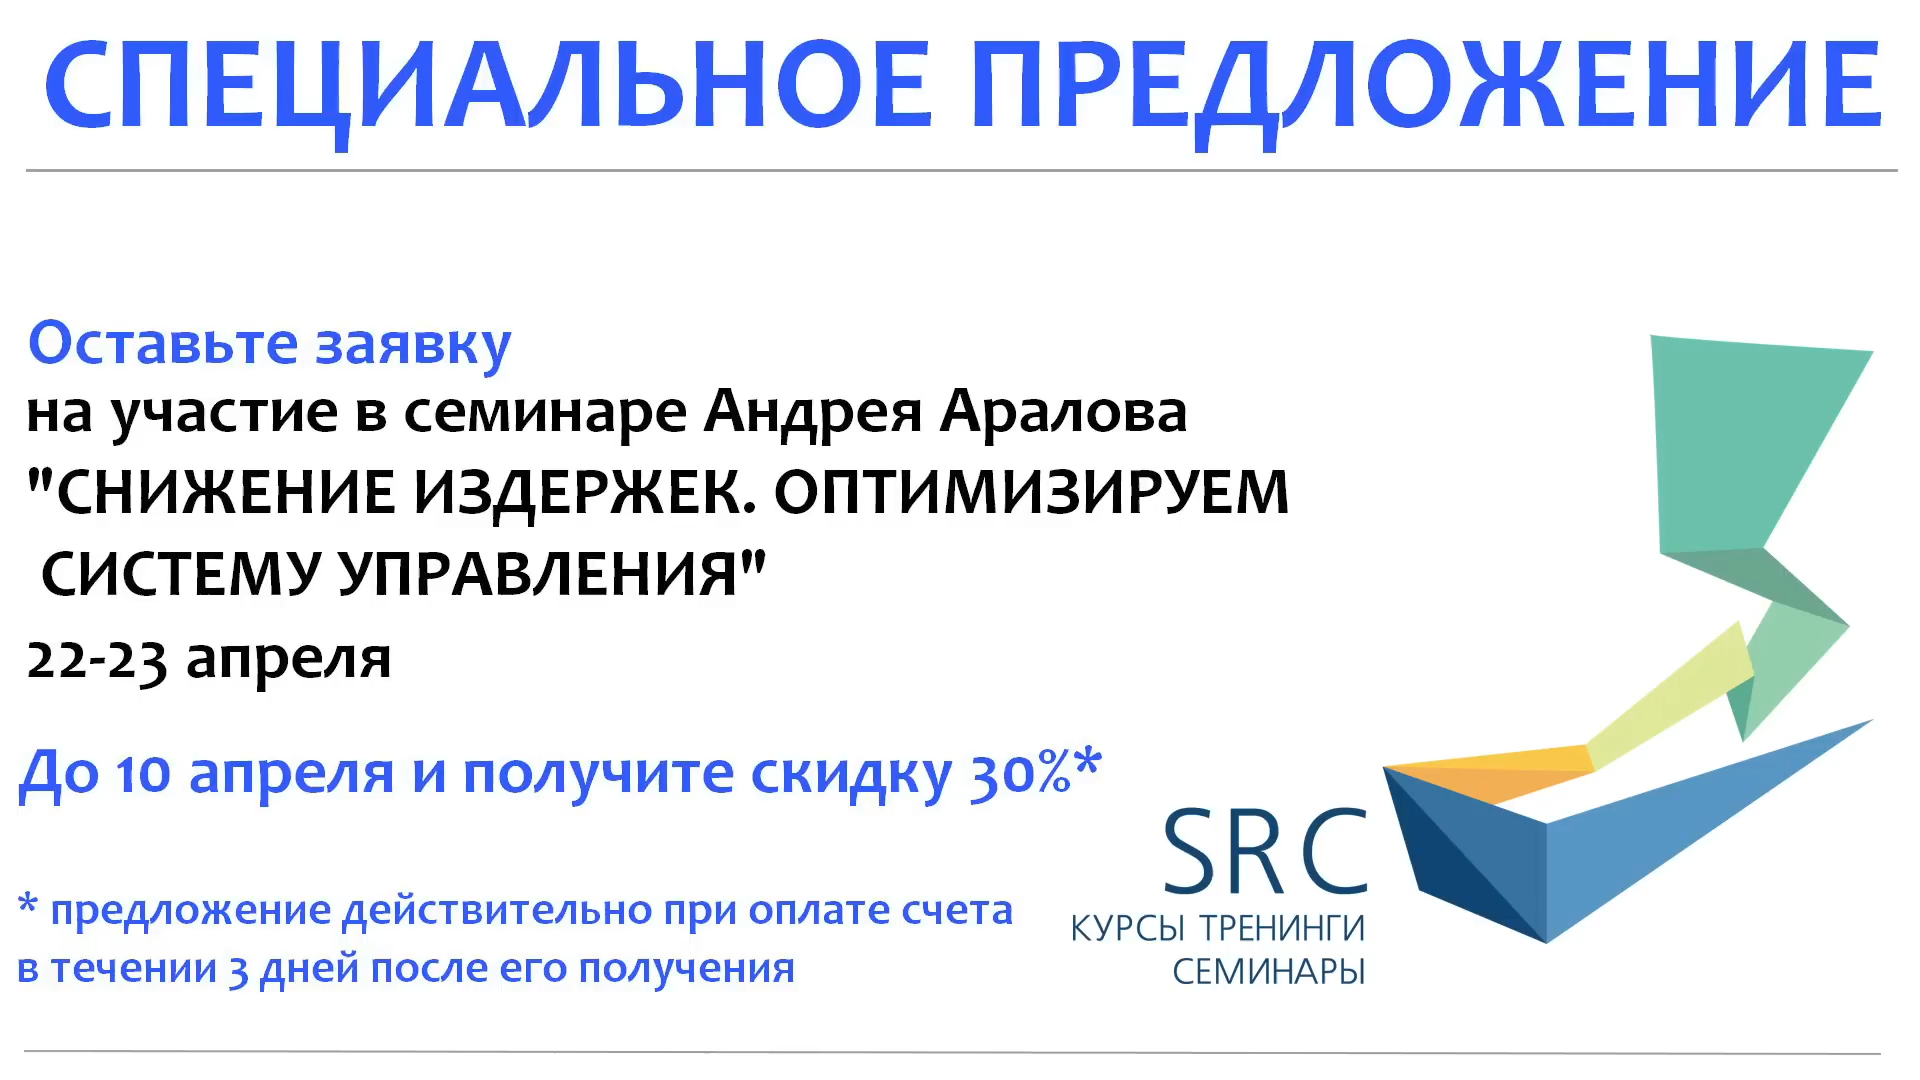 СПЕЦИАЛЬНОЕ ПРЕДЛОЖЕНИЕ
Оставьте заявку
на участие в семинаре Андрея Аралова
"СНИЖЕНИЕ ИЗДЕРЖЕК. ОПТИМИЗИРУЕМ
СИСТЕМУ УПРАВЛЕНИЯ"
22-23 апреля
До 10 апреля и получите скидку 30%*
* предложение действительно при оплате счета
в течении 3 дней после его получения
SRC
КУРСЫ ТРЕНИНГИ
СЕМИНАРЫ